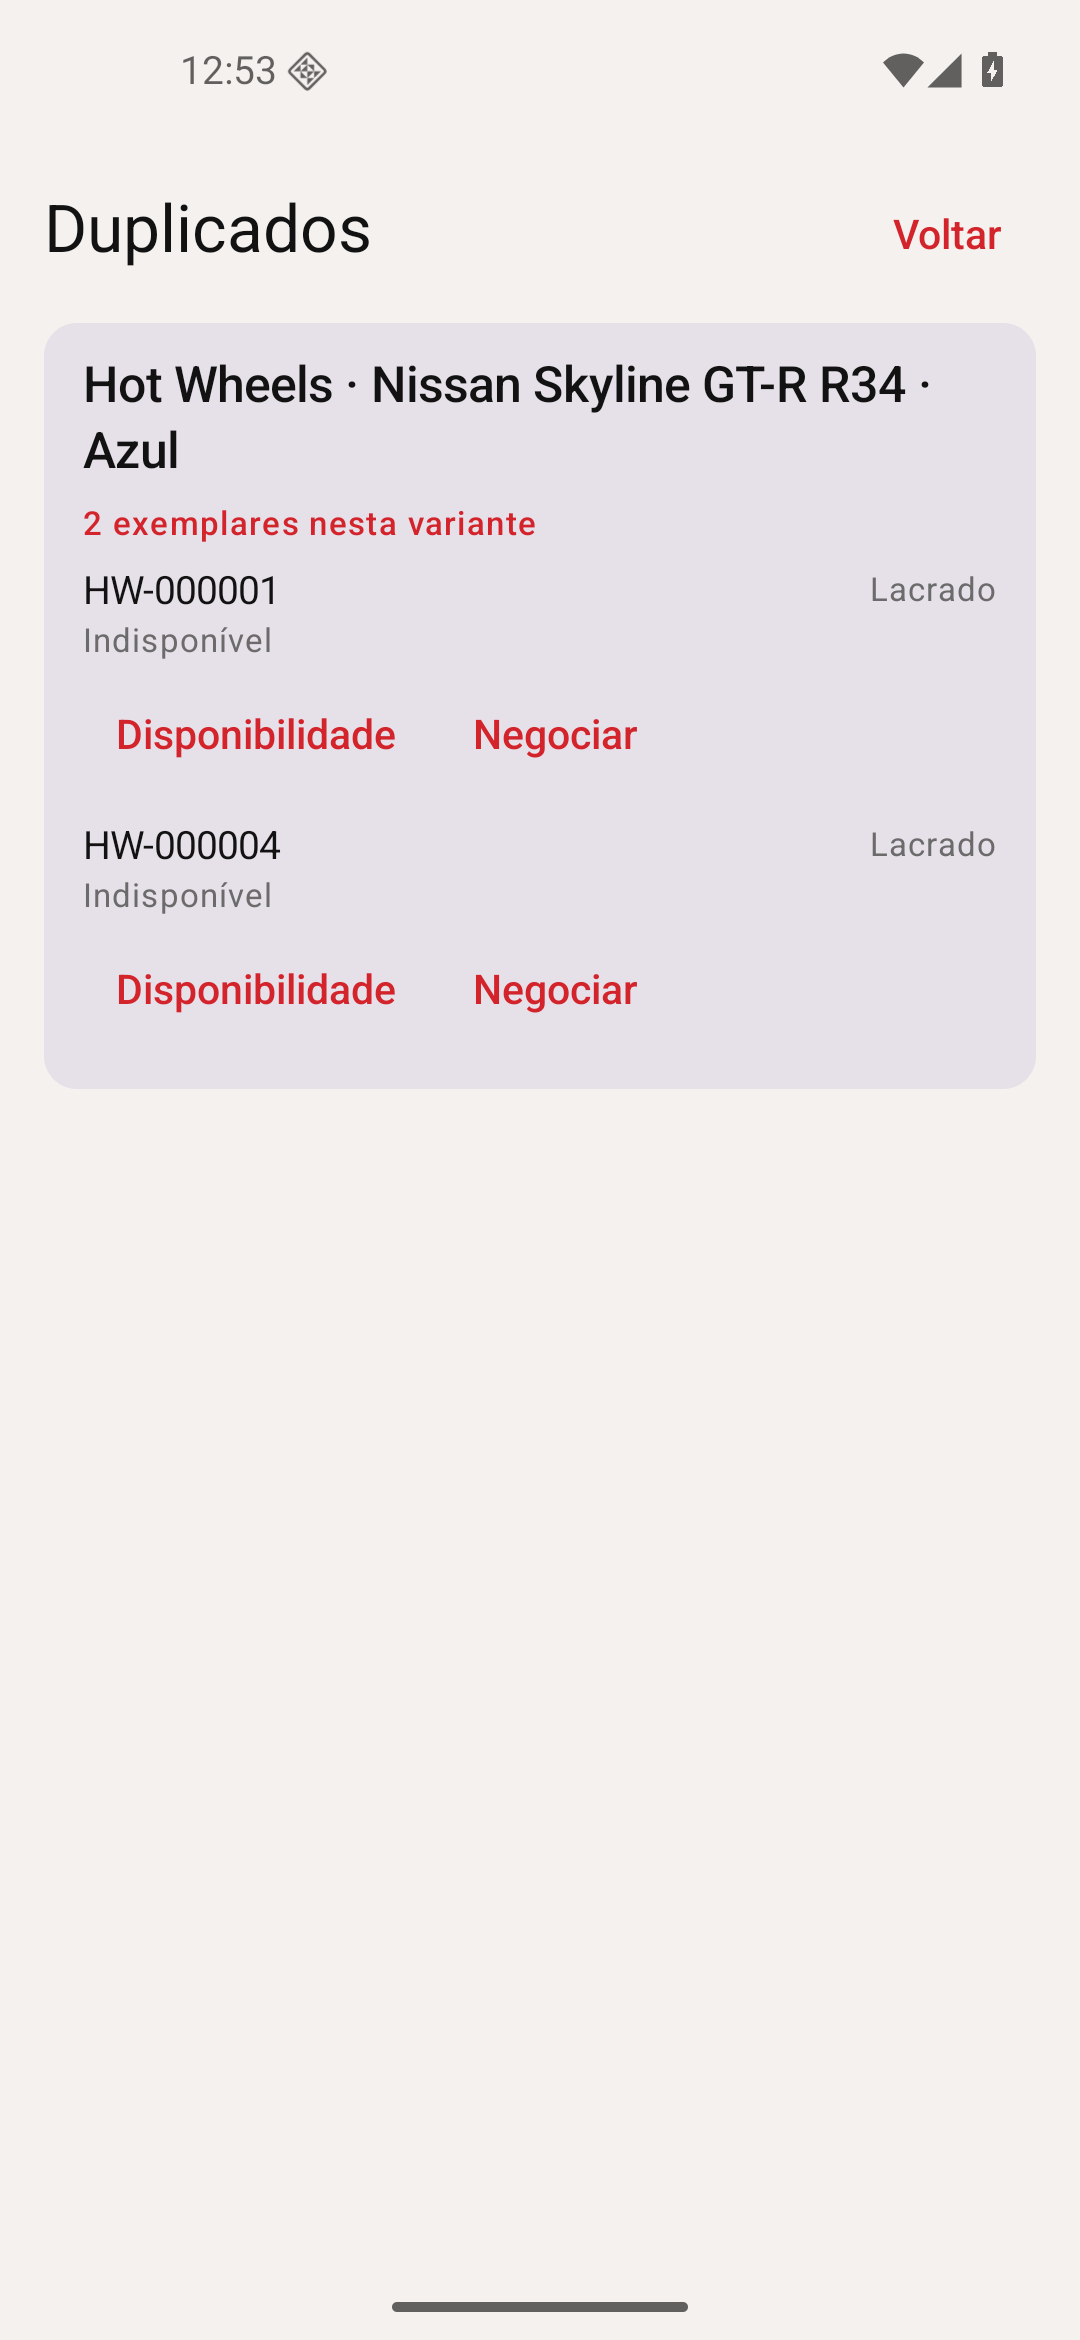 12:53
Duplicados
Voltar
Hot Wheels · Nissan Skyline GT-R R34 ·
Azul
2 exemplares nesta variante
HW-000001
Lacrado
Indisponível
Disponibilidade
Negociar
HW-000004
Lacrado
Indisponível
Disponibilidade
Negociar